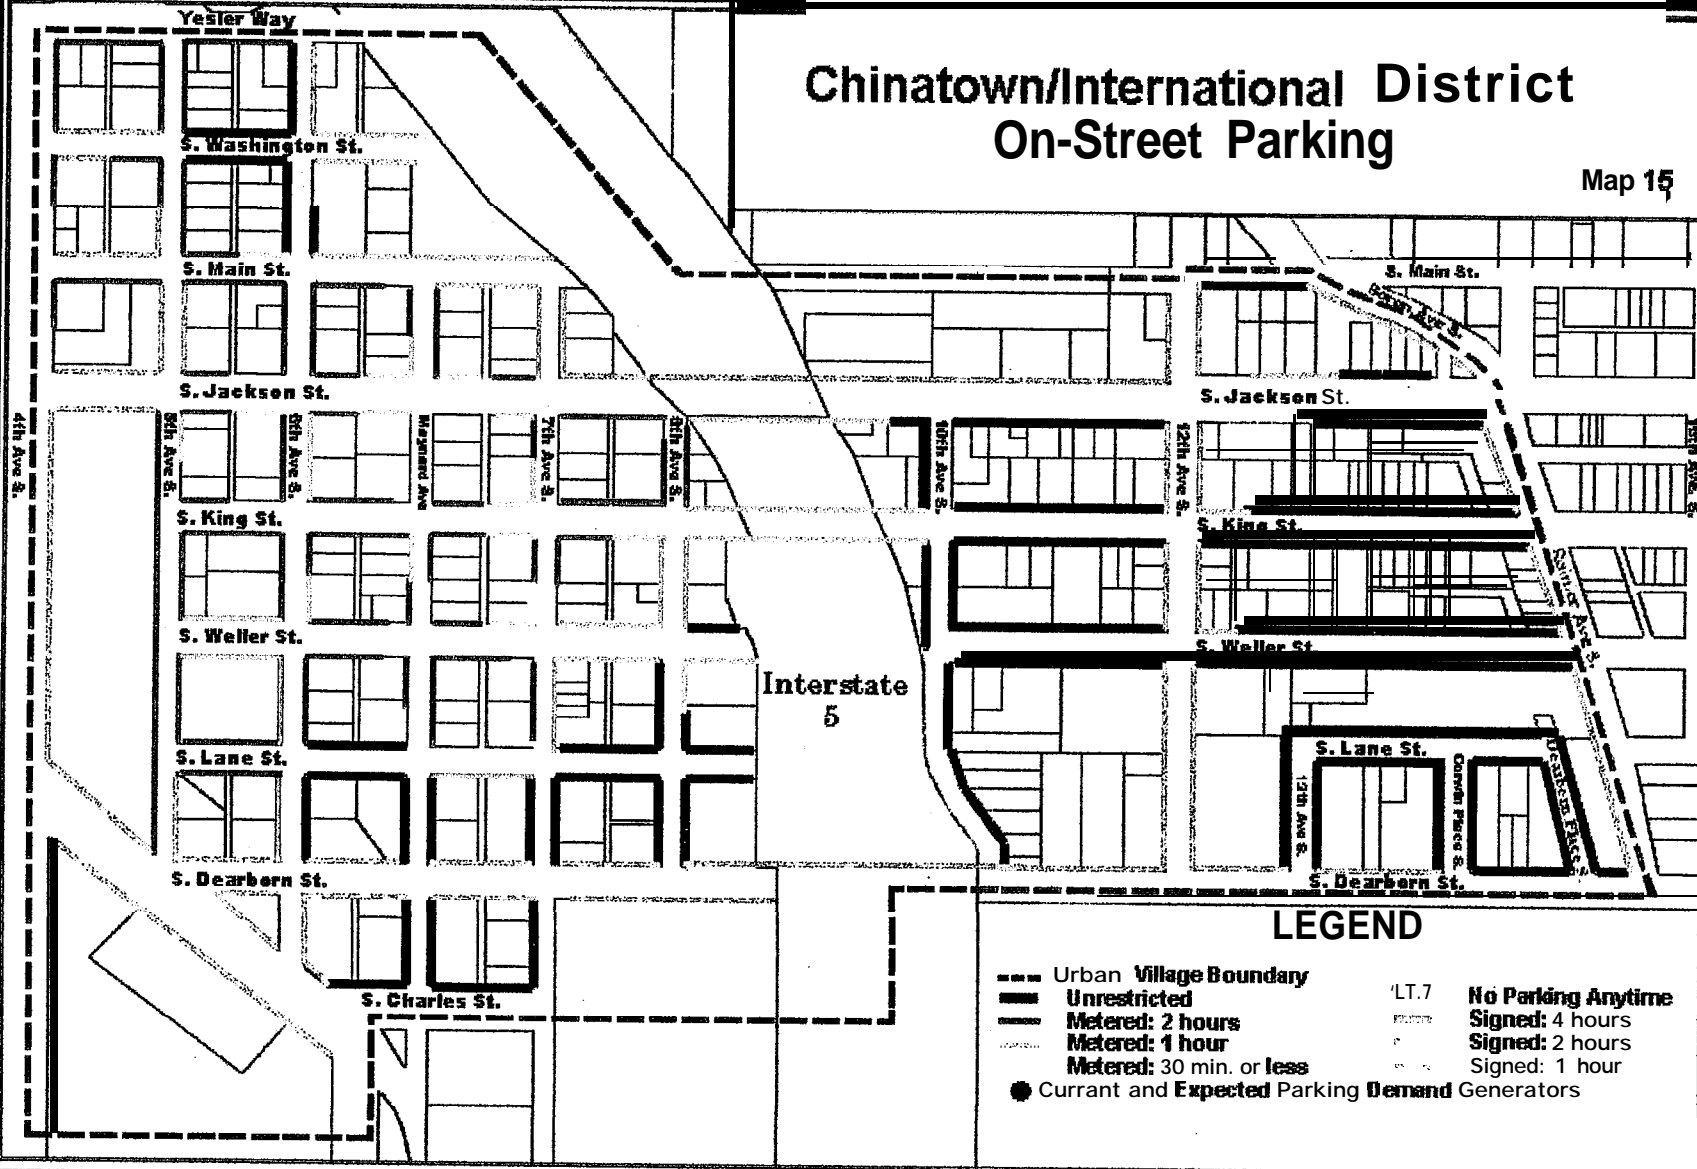 Yesler Way
Chinatown/International District
On-Street Parking
Map 15
S. Washington St.
S. Main St.
S. Main St.
S. Jackson St.
S. Jackson St.
4th Ave S.
5th Ave S.
6th Ave S.
Maynard Ave
7th Ave S.
8th Ave S.
10th Ave S.
12th Ave S.
S. King St.
S. King St.
S. Weller St.
S. Weller St.
Interstate
5
S. Lane St.
S. Lane St.
12th Ave S.
Corwin Place S.
S. Dearborn St.
S. Dearborn St.
S. Charles St.
LEGEND
Urban Village Boundary
Unrestricted
Metered: 2 hours
Metered: 1 hour
Metered: 30 min. or less
'LT.7 No Parking Anytime
Signed: 4 hours
Signed: 2 hours
Signed: 1 hour
Currant and Expected Parking Demand Generators